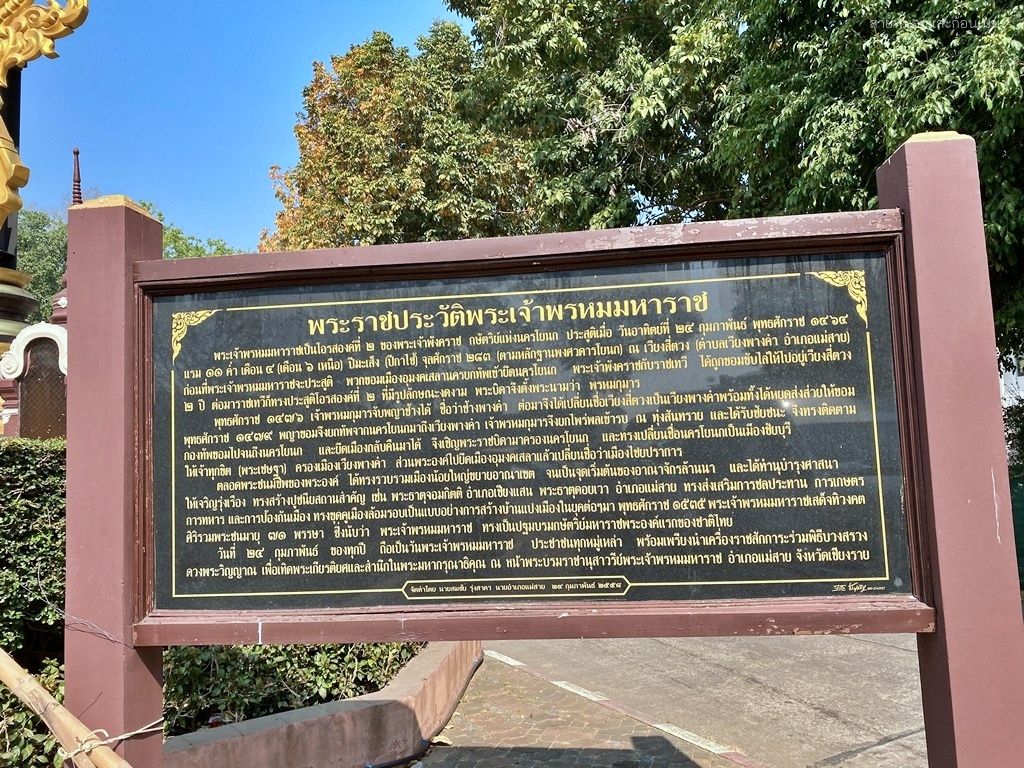 พระราชประวัติพระเจ้าพรหมมหาราช
พระเจ้าพรหมมหาราชเป็นโอรสองค์ที่ ๒ ของพระเจ้าพังคราช กษัตริย์แห่งนครโยนก ประสูติเมื่อ วันอาทิตย์ที่ ๒๔ กุมภาพันธ์ พุทธศักราช ๑๔๖๔
แรม ๑๑ ค่ำ เดือน ๔ (เดือน ๖ เหนือ) ปีมะเส็ง (ปีกาไช้) จุลศักราช ๒๘๓ (ตามหลักฐานพงศวดารโยนก) ณ เวียงสี่ตวง (ตำบลเวียงพางคำ อำเภอแม่สาย)
ก่อนที่พระเจ้าพรหมมหาราชจะประสูติ พวกขอมเมืองอุมงคเสลานครบกทัพเข้ายึดนครโยนก พระเจ้าพังคราชกับราชเทวี ได้ถูกขอมขับไล่ให้ไปอยู่เวียงสี่ตวง
๒ ปี ต่อมาราชเทวีก็ทรงประสูติโอรสองค์ที่ ๒ ที่มีรูปลักษณะงดงาม พระบิดาจึงตั้งพระนามว่า พรหมกุมาร
พุทธศักราช ๑๔๗๖ เจ้าพรหมกุมารจับพญาช้างได้ ชื่อว่าช้างพางคำ ต่อมาจึงได้เปลี่ยนชื่อเวียงสี่ตวงเป็นเวียงพางคำพร้อมทั้งได้หยุดส่งส่วยให้ขอม
พุทธศักราช ๑๔๗๙ พญาขอมจึงยกทัพจากนครโยนกมาถึงเวียงพางคำ เจ้าพรหมกุมารจึงยกไพร่พลเข้ารบ ณ ทุ่งสันทราย และได้รับชัยชนะ จึงทรงติดตาม
กองทัพขอมไปจนถึงนครโยนก และยึดเมืองกลับคืนมาได้ จึงเชิญพระราชบิดามาครองนครโยนก และทรงเปลี่ยนชื่อนครโยนกเป็นเมืองชัยบุรี
ให้เจ้าทุกชิต (พระเชษฐา) ครองเมืองเวียงพางคำ ส่วนพระองค์ไปยึดเมืองอุมงคเสลาแล้วเปลี่ยนชื่อว่าเมืองไชยปราการ
ตลอดพระชนม์ชีพของพระองค์ ได้ทรงรวบรวมเมืองน้อยใหญ่ขยายอาณาเขต จนเป็นจุดเริ่มต้นของอาณาจักรล้านนา และได้ทำนุบำรุงศาสนา
ให้เจริญรุ่งเรือง ทรงสร้างปูชนียสถานสำคัญ เช่น พระธาตุจอมกิตติ อำเภอเชียงแสน พระธาตุดอยเวา อำเภอแม่สาย ทรงส่งเสริมการชลประทาน การเกษตร
การทหาร และการป้องกันเมือง ทรงขุดคูเมืองล้อมรอบเป็นแบบอย่างการสร้างบ้านแปงเมืองในยุคต่อๆมา พุทธศักราช ๑๕๓๕ พระเจ้าพรหมมหาราชเสด็จทิวงคต
ศิริรวมพระชนมายุ ๗๑ พรรษา ซึ่งนับว่า พระเจ้าพรหมมหาราช ทรงเป็นปฐมบรมกษัตริย์มหาราชพระองค์แรกของชาติไทย
วันที่ ๒๔ กุมภาพันธ์ ของทุกปี ถือเป็นวันพระเจ้าพรหมมหาราช ประชาชนทุกหมู่เหล่า พร้อมเพรียงนำเครื่องราชสักการะร่วมพิธีบวงสรวง
ดวงพระวิญญาณ เพื่อเทิดพระเกียรติยศและสำนึกในพระมหากรุณาธิคุณ ณ หน้าพระบรมราชานุสาวรีย์พระเจ้าพรหมมหาราช อำเภอแม่สาย จังหวัดเชียงราย
จัดทำโดย นายสมชัย รุ่งสาคร นายอำเภอแม่สาย ๒๔ กุมภาพันธ์ ๒๕๕๘